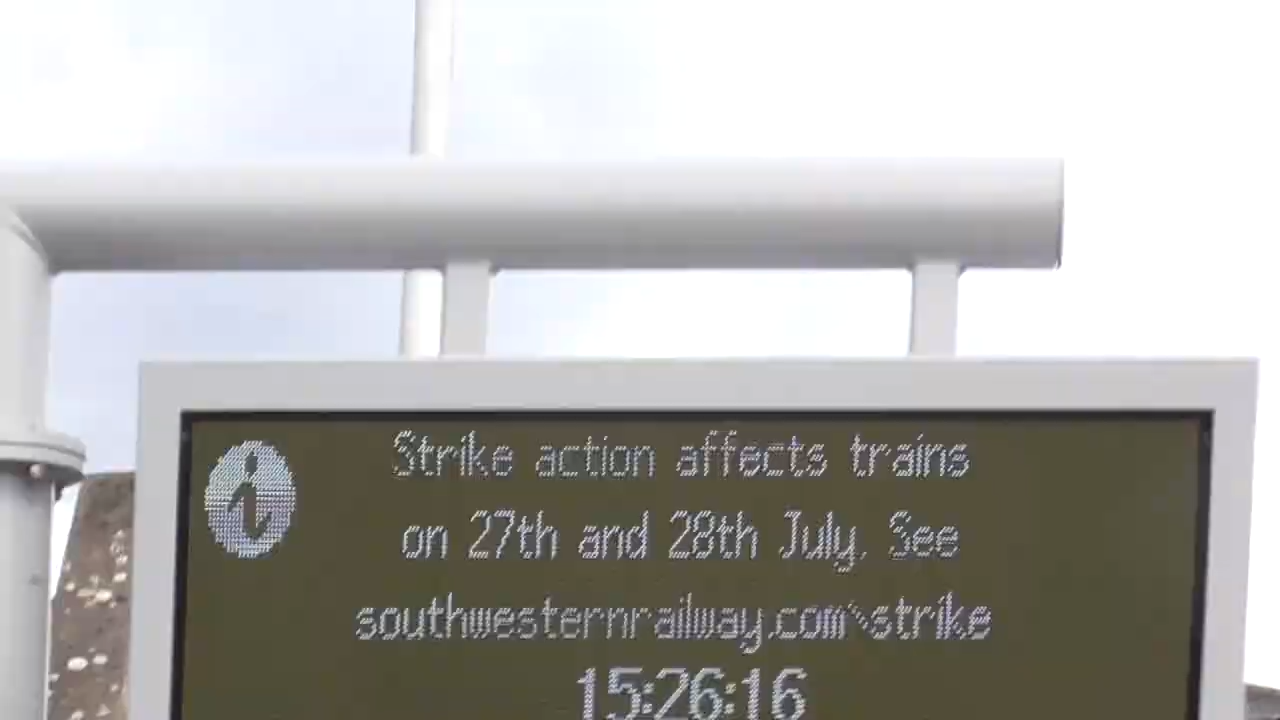 Strike action affects trains
on 27th and 28th July. See
southwesternrailway.com\strike
15:26:16